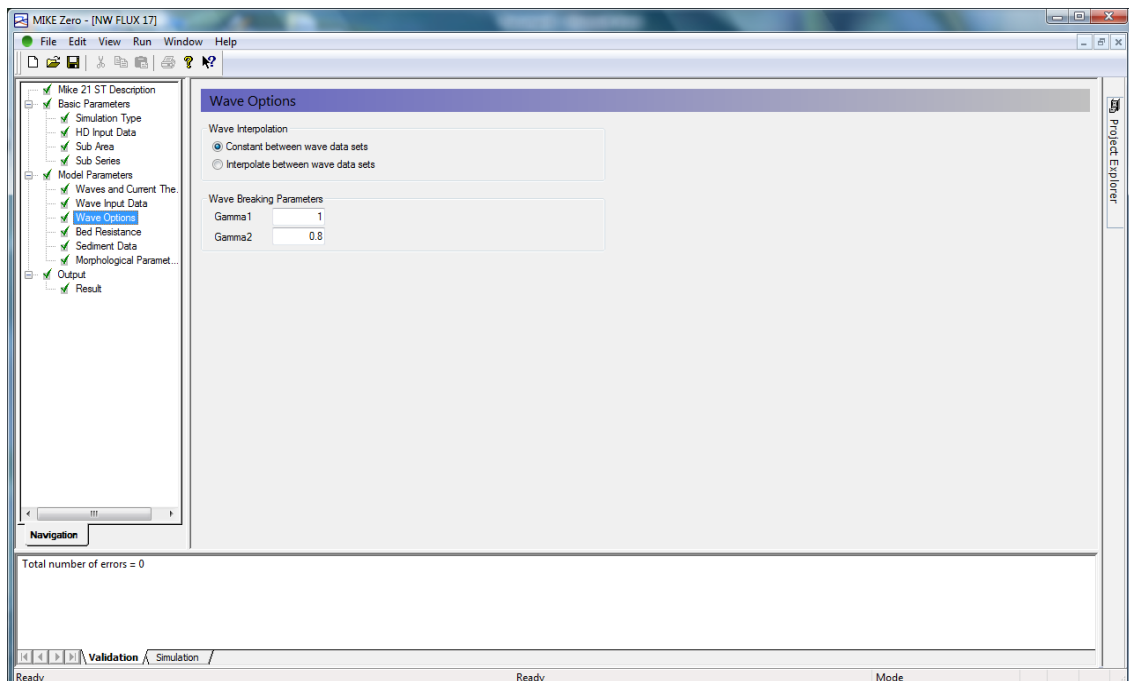 MIKE Zero - [NW FLUX 17]
File Edit View Run Window Help
Mike 21 ST Description
Basic Parameters
Simulation Type
HD Input Data
Sub Area
Sub Series
Model Parameters
Waves and Current The.
Wave Input Data
Wave Options
Bed Resistance
Sediment Data
Morphological Paramet...
Output
Result
Navigation
Wave Options
Wave Interpolation
Constant between wave data sets
Interpolate between wave data sets
Wave Breaking Parameters
Gamma1 1
Gamma2 0.8
Project Explorer
Total number of errors = 0
Validation Simulation
Ready Ready Mode